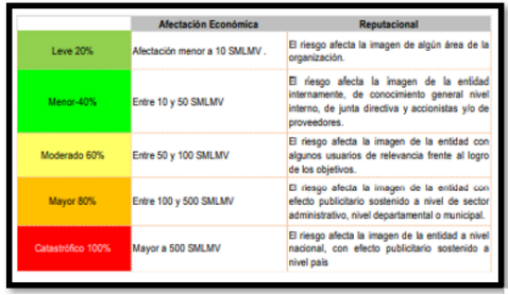 Afectación Económica Reputacional
Leve 20% Afectación menor a 10 SMLMV . El riesgo afecta la imagen de algún área de la
organización.
Menor-40% Entre 10 y 50 SMLMV El riesgo afecta la imagen de la entidad
internamente, de conocimiento general nivel
interno, de junta directiva y accionistas y/o de
proveedores.
Moderado 60% Entre 50 y 100 SMLMV El riesgo afecta la imagen de la entidad con
algunos usuarios de relevancia frente al logro
de los objetivos.
Mayor 80% Entre 100 y 500 SMLMV El riesgo afecta la imagen de la entidad con
efecto publicitario sostenido a nivel de sector
administrativo, nivel departamental o municipal.
Catastrófico 100% Mayor a 500 SMLMV El riesgo afecta la imagen de la entidad a nivel
nacional, con efecto publicitario sostenido a
nivel país